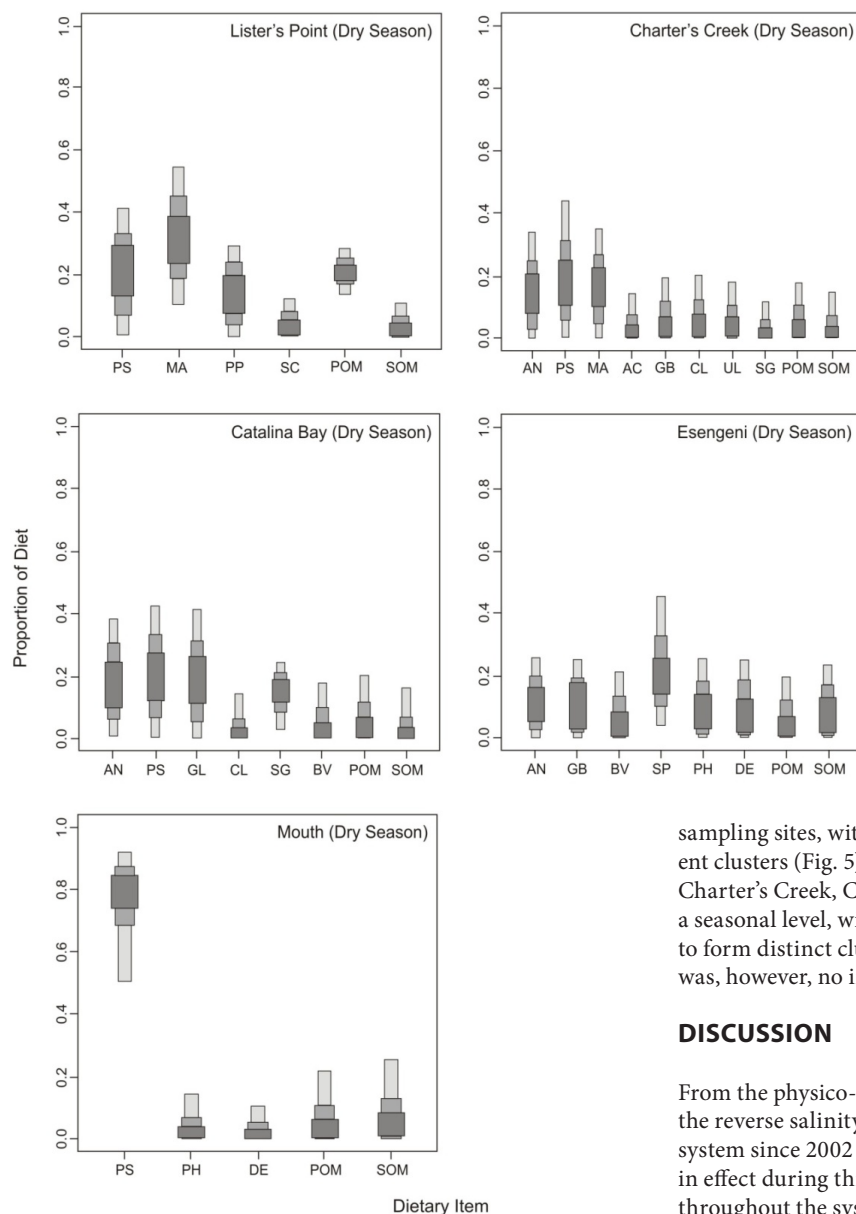 Lister's Point (Dry Season)
1.0
0.8
0.6
0.4
0.2
0.0
PS MA PP SC POM SOM
Charter's Creek (Dry Season)
1.0
0.8
0.6
0.4
0.2
0.0
AN PS MA AC GB CL UL SG POM SOM
Catalina Bay (Dry Season)
1.0
0.8
0.6
0.4
0.2
0.0
AN PS GL CL SG BV POM SOM
Esengeni (Dry Season)
1.0
0.8
0.6
0.4
0.2
0.0
AN GB BV SP PH DE POM SOM
Proportion of Diet
Mouth (Dry Season)
1.0
0.8
0.6
0.4
0.2
0.0
PS PH DE POM SOM
Dietary Item
sampling sites, wit
ent clusters (Fig. 5)
Charter's Creek, C
a seasonal level, wi
to form distinct clu
was, however, no i
DISCUSSION
From the physico-
the reverse salinity
system since 2002
in effect during th
throughout the sys